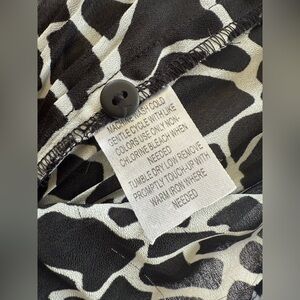 MACHINE WASH COLD
GENTLE CYCLE WITH LIKE
COLORS USE ONLY NON-
CHLORINE BLEACH WHEN
NEEDED
TUMBLE DRY LOW REMOVE
PROMPTLY TOUCH-UP WITH
WARM IRON WHERE
NEEDED